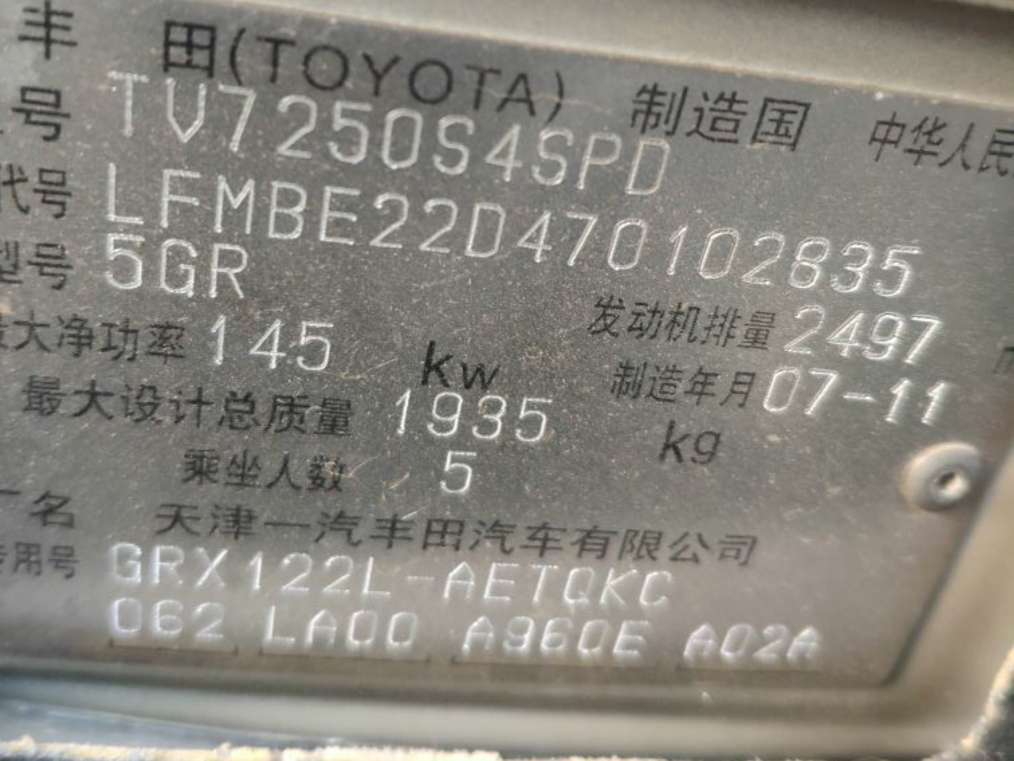 丰 田(TOYOTA) 制造国 中华人民
号 TV7250S4SPD
代号 LFMBE22D470102835
型号 5GR 发动机排量 2497
大净功率 145 kw 制造年月 07-11
最大设计总质量 1935 kg
乘坐人数 5
厂名 天津一汽丰田汽车有限公司
专用号 GRX122L-AETQKC
062 LA00 A960E A02A